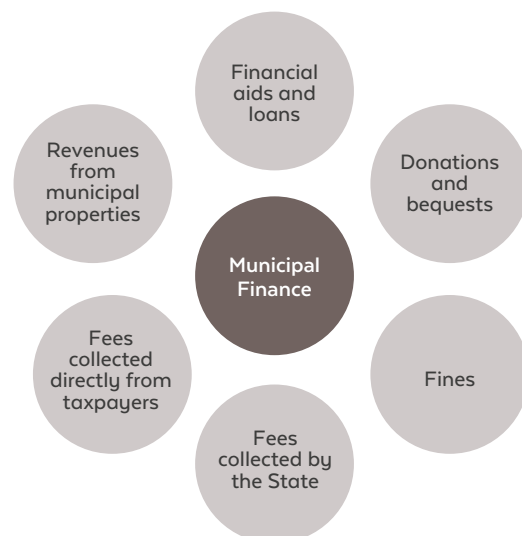 Financial
aids and
loans
Revenues
from
municipal
properties
Donations
and
bequests
Municipal
Finance
Fees
collected
directly from
taxpayers
Fines
Fees
collected by
the State